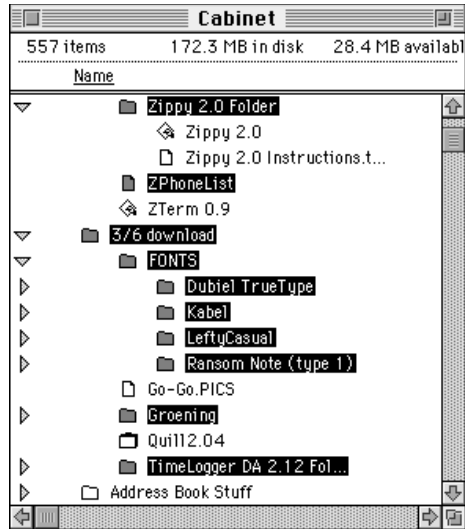 Cabinet
557 items 172.3 MB in disk 28.4 MB availabl
Name
Zippy 2.0 Folder
Zippy 2.0
Zippy 2.0 Instructions.t...
ZPhoneList
ZTerm 0.9
3/6 download
FONTS
Dubiel TrueType
Kabel
LeftyCasual
Ransom Note (type 1)
Go-Go.PICS
Groening
Quill2.04
TimeLogger DA 2.12 Fol...
Address Book Stuff